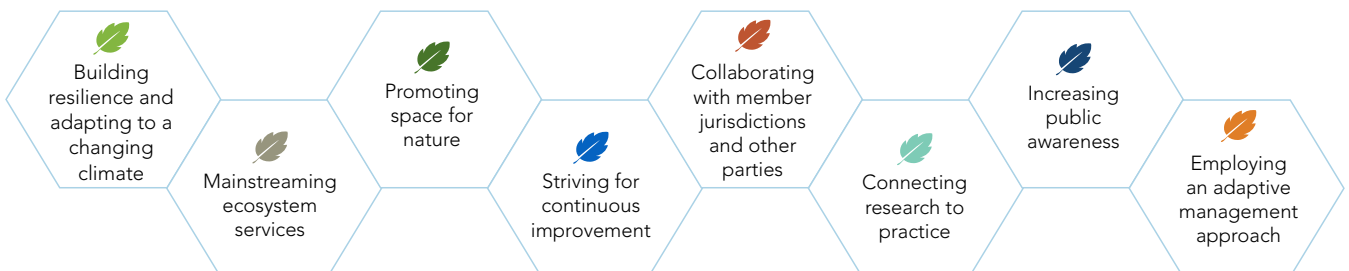 Building
resilience and
adapting to a
changing
climate
Mainstreaming
ecosystem
services
Promoting
space for
nature
Striving for
continuous
improvement
Collaborating
with member
jurisdictions
and other
parties
Connecting
research to
practice
Increasing
public
awareness
Employing
an adaptive
management
approach